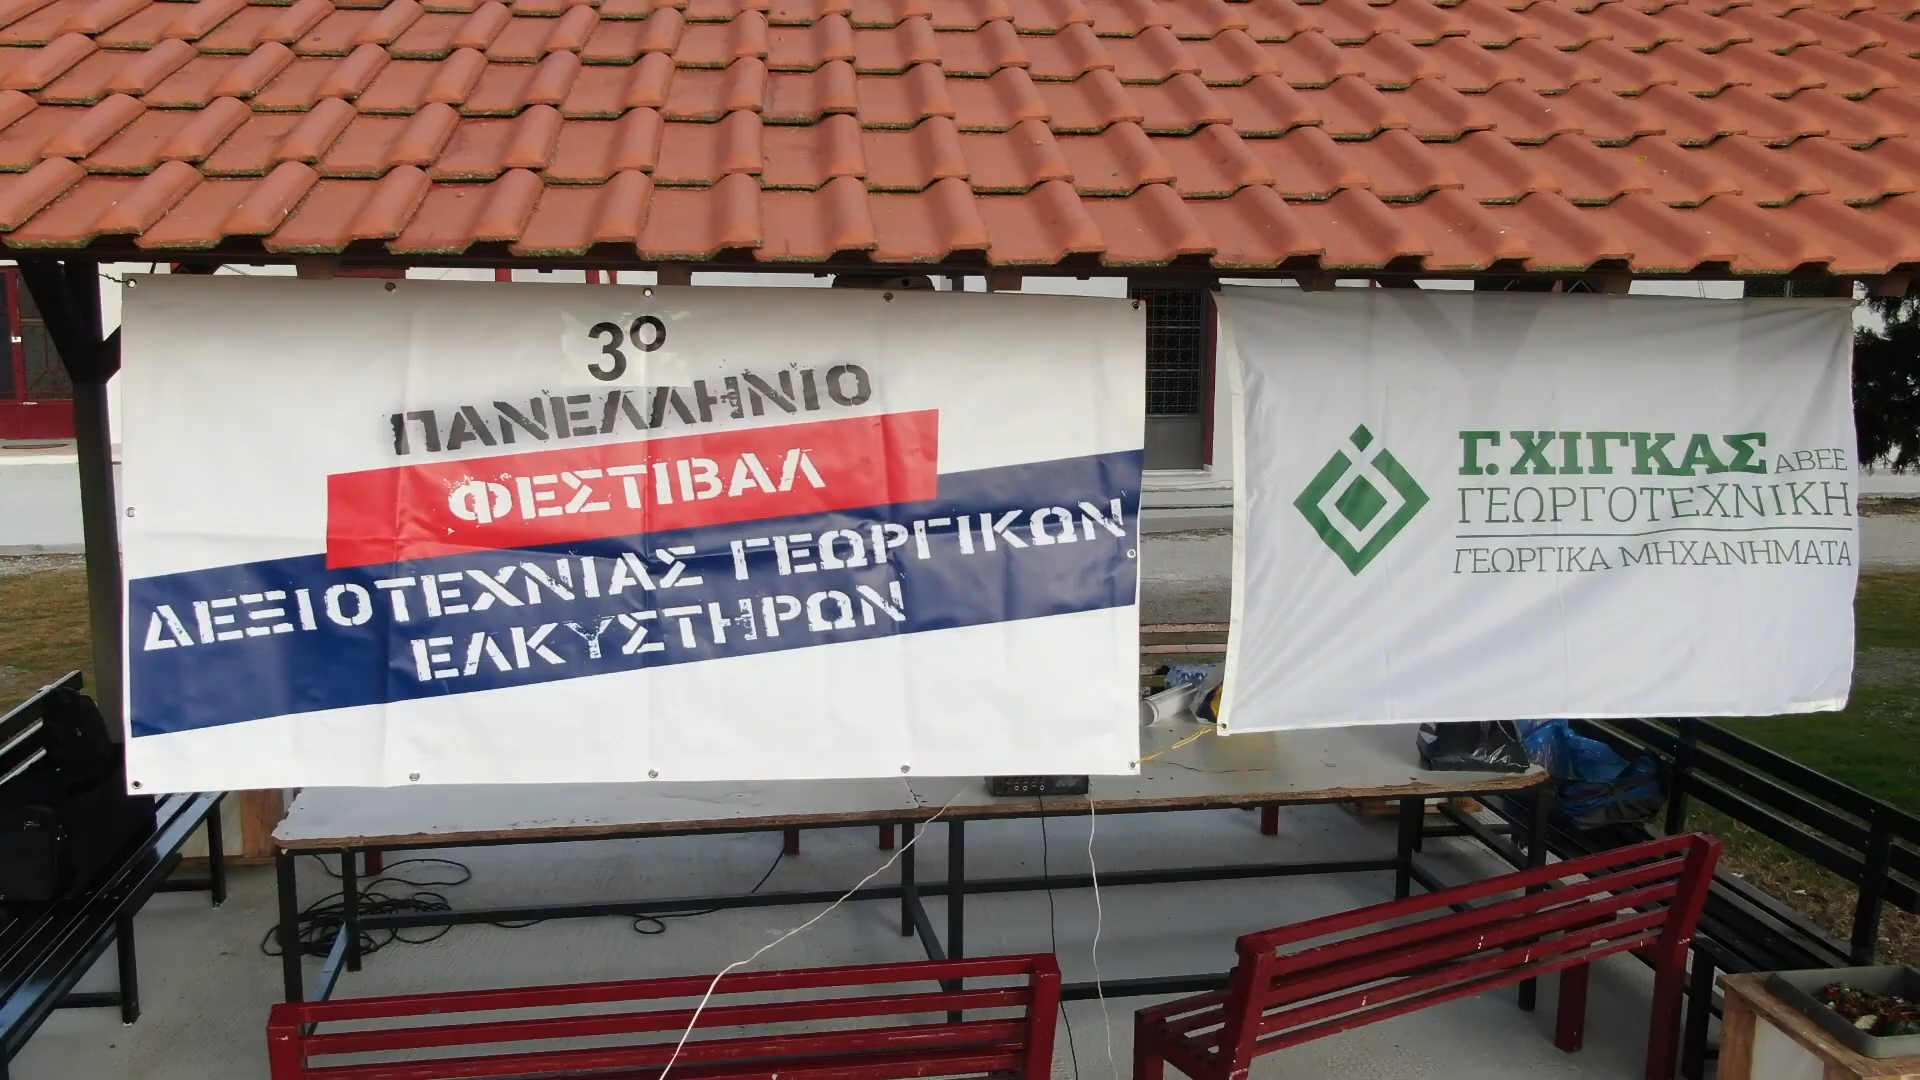 3ο
ΠΑΝΕΛΛΗΝΙΟ
ΦΕΣΤΙΒΑΛ
ΔΕΞΙΟΤΕΧΝΙΑΣ ΓΕΩΡΓΙΚΩΝ
ΕΛΚΥΣΤΗΡΩΝ
Γ. ΧΙΓΚΑΣ ΑΒΕΕ
ΓΕΩΡΓΟΤΕΧΝΙΚΗ
ΓΕΩΡΓΙΚΑ ΜΗΧΑΝΗΜΑΤΑ